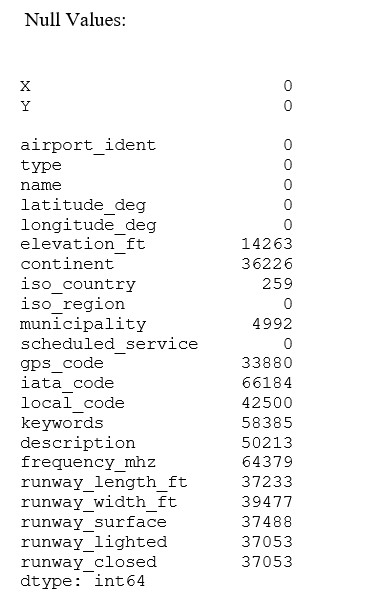 Null Values:
X 0
Y 0
airport_ident 0
type 0
name 0
latitude_deg 0
longitude_deg 0
elevation_ft 14263
continent 36226
iso_country 259
iso_region 0
municipality 4992
scheduled_service 0
gps_code 33880
iata_code 66184
local_code 42500
keywords 58385
description 50213
frequency_mhz 64379
runway_length_ft 37233
runway_width_ft 39477
runway_surface 37488
runway_lighted 37053
runway_closed 37053
dtype: int64